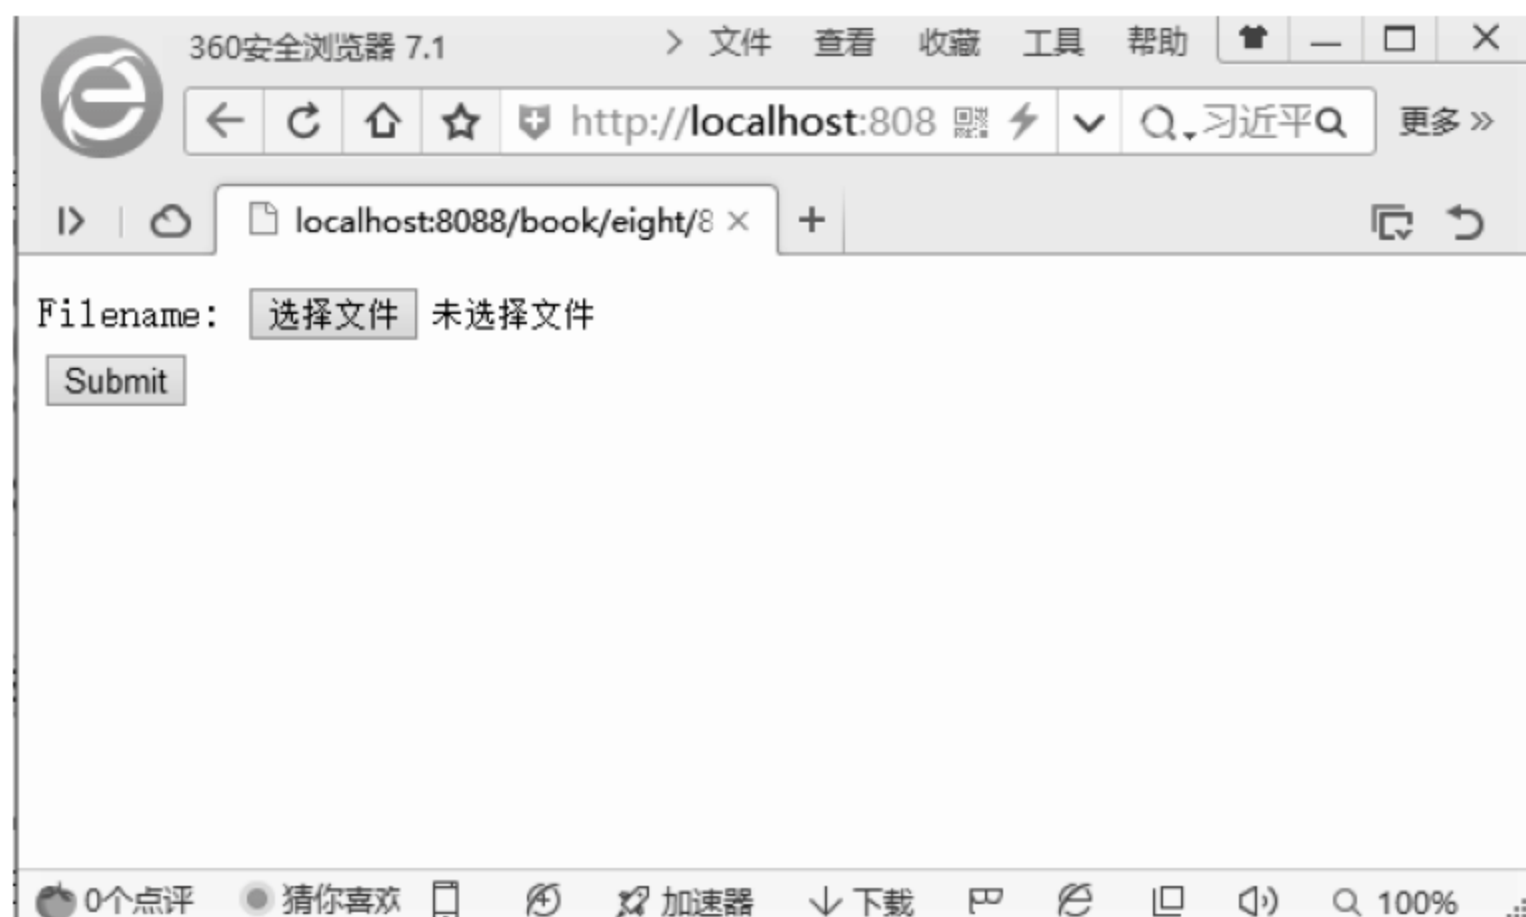 360安全浏览器 7.1 > 文件 查看 收藏 工具 帮助
http://localhost:808 习近平 更多 »
localhost:8088/book/eight/8
Filename: 选择文件 未选择文件
Submit
0个点评 猜你喜欢 加速器 下载 100%